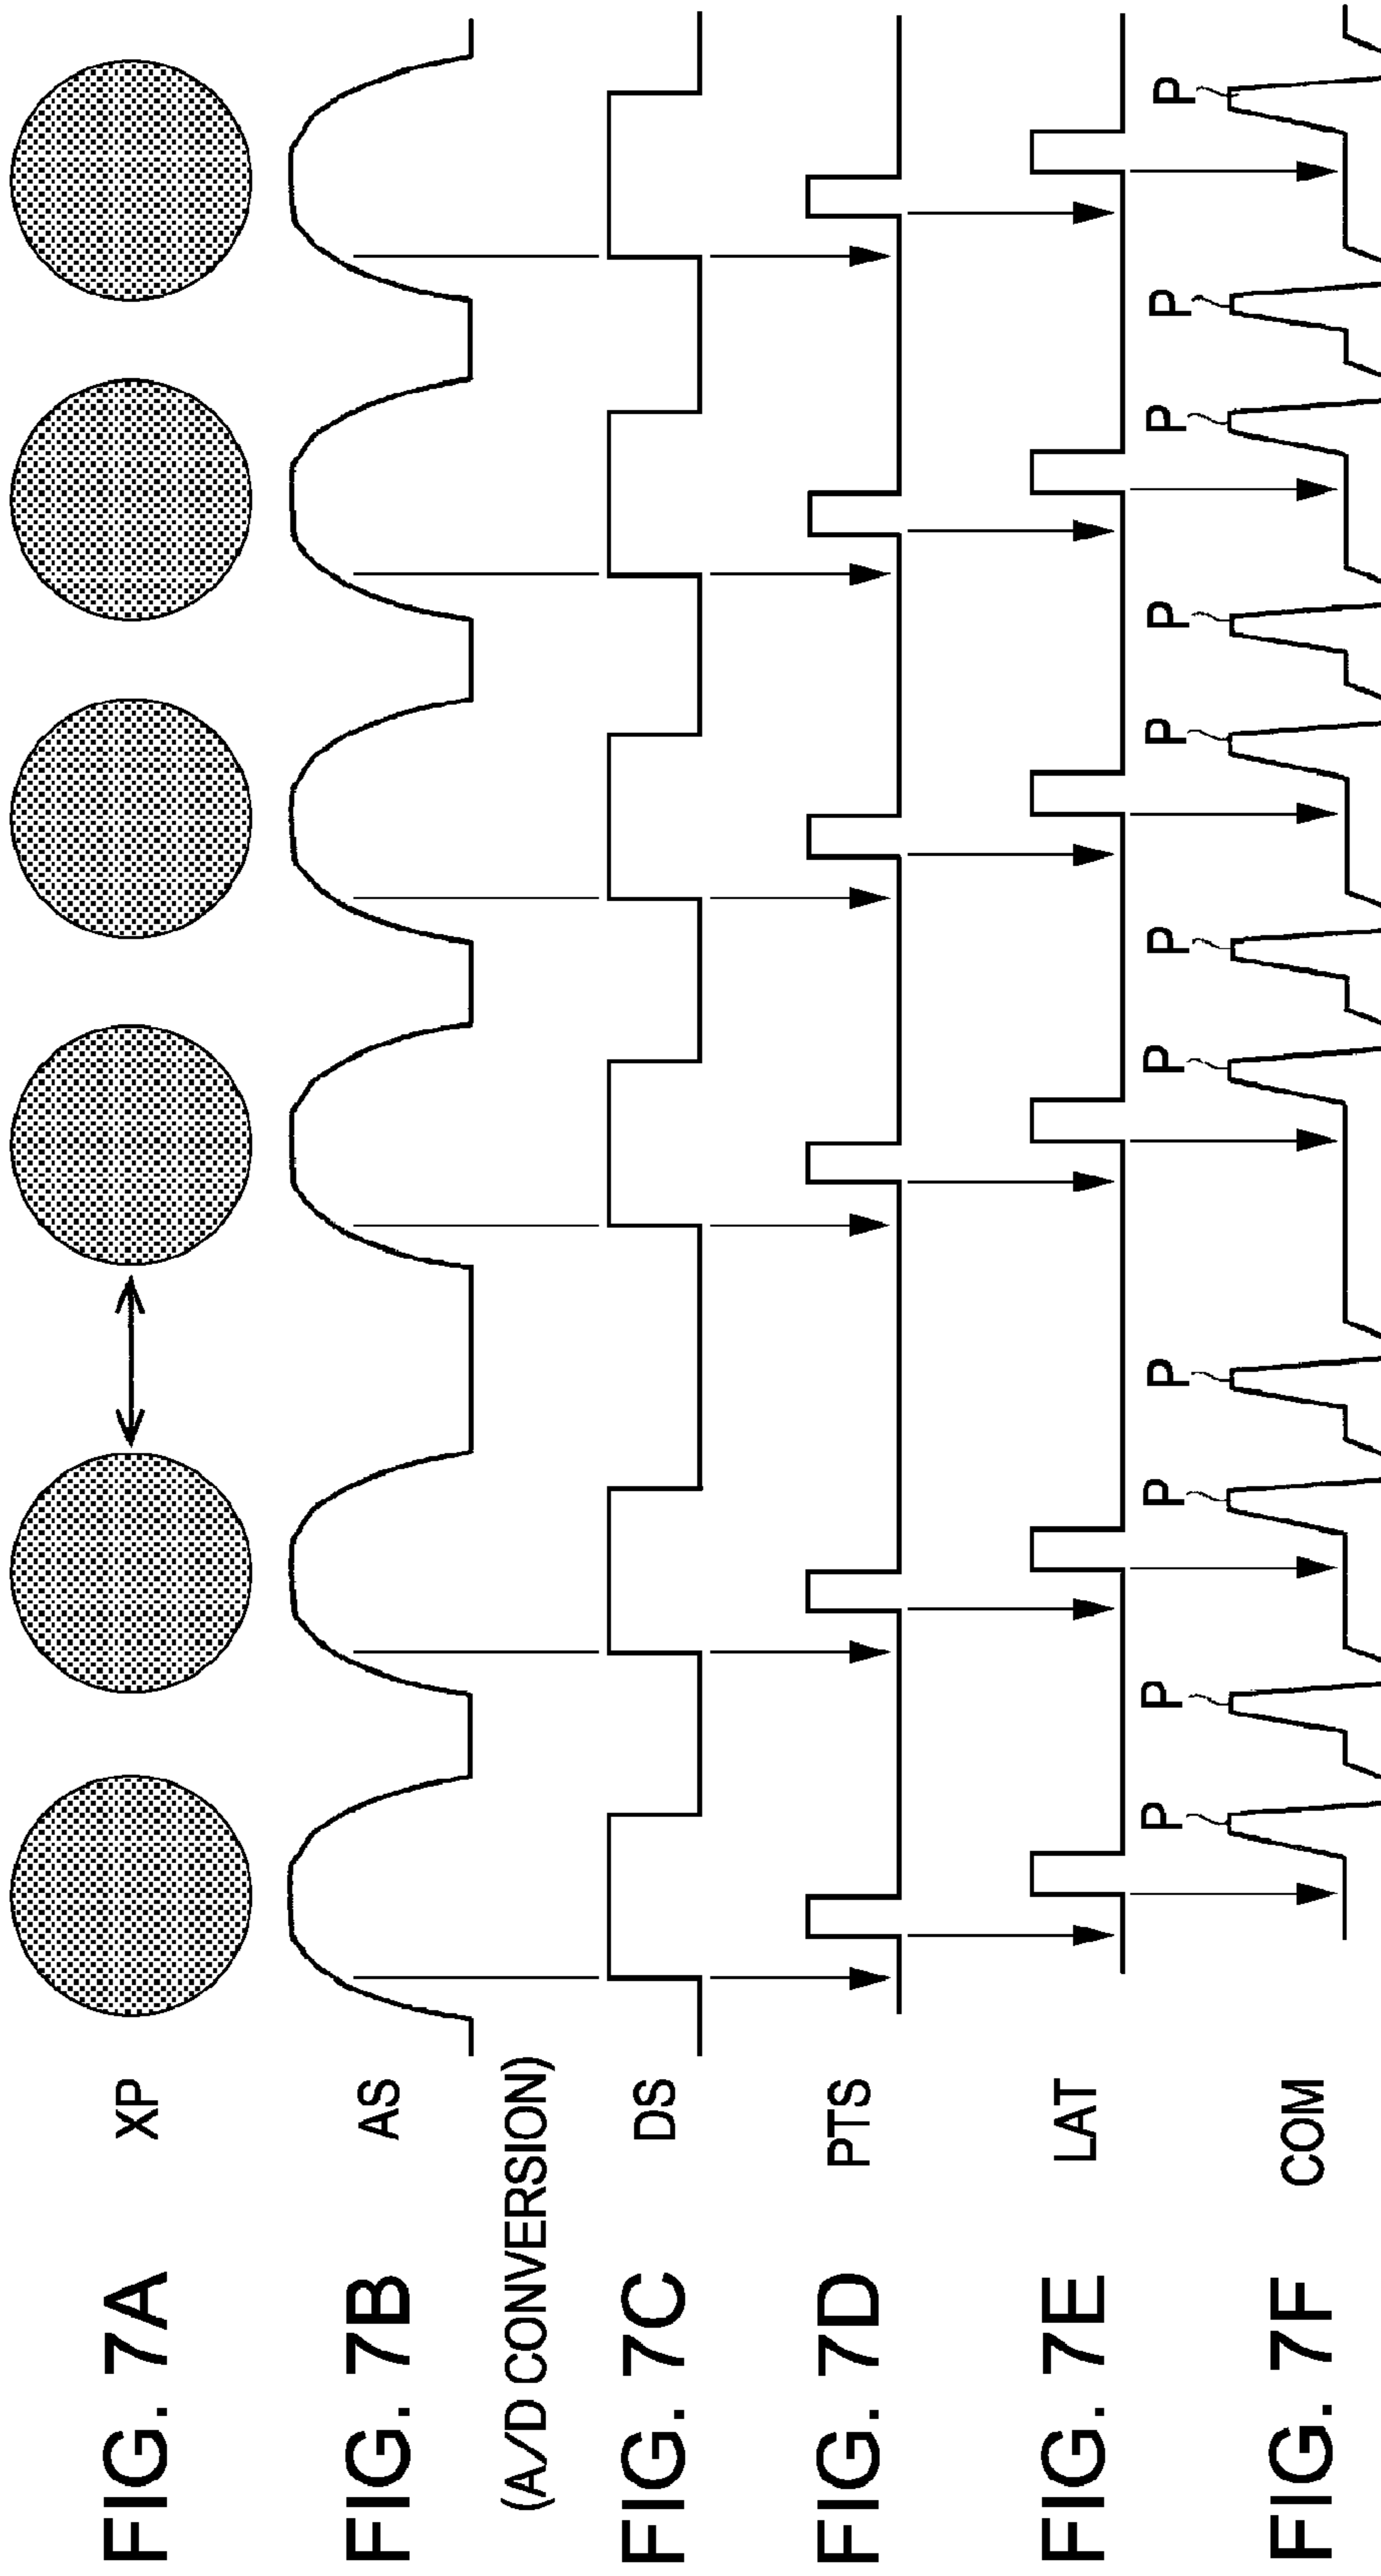 FIG. 7A XP
FIG. 7B AS
(A/D CONVERSION)
FIG. 7C DS
FIG. 7D PTS
FIG. 7E LAT
P P P P P P P P P P P
FIG. 7F COM